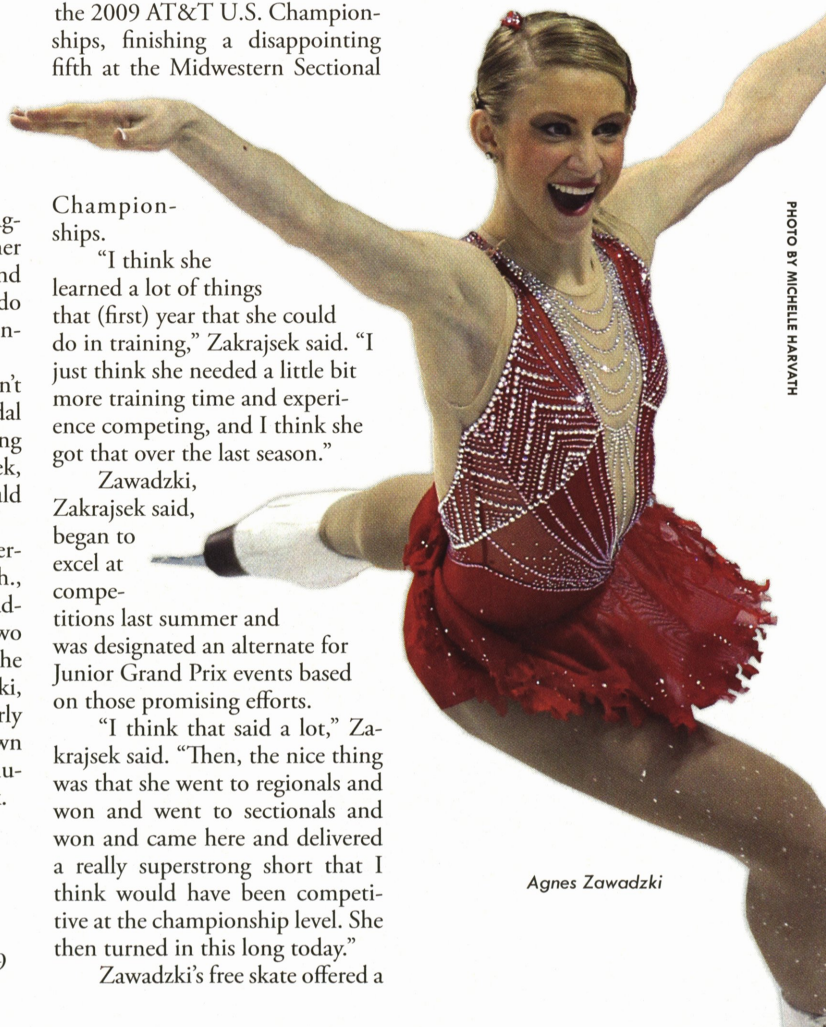 the 2009 AT&T U.S. Champion-
ships, finishing a disappointing
fifth at the Midwestern Sectional
Champion-
ships.
“I think she
learned a lot of things
that (first) year that she could
do in training,” Zakrajsek said. “I
just think she needed a little bit
more training time and experi-
ence competing, and I think she
got that over the last season.”
Zawadzki,
Zakrajsek said,
began to
excel at
compe-
titions last summer and
was designated an alternate for
Junior Grand Prix events based
on those promising efforts.
“I think that said a lot,” Za-
krajsek said. “Then, the nice thing
was that she went to regionals and
won and went to sectionals and
won and came here and delivered
a really superstrong short that I
think would have been competi-
tive at the championship level. She
then turned in this long today.”
Zawadzki’s free skate offered a
PHOTO BY MICHELLE HARVATH
Agnes Zawadzki